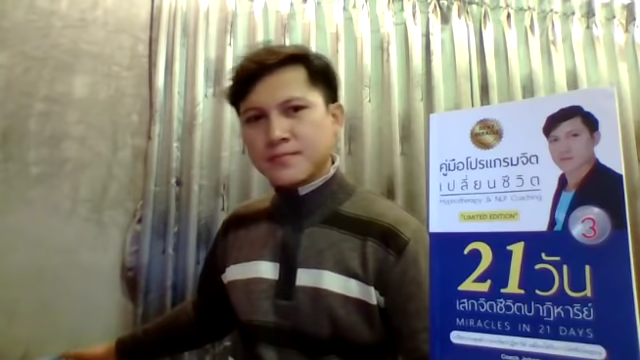 คู่มือโปรแกรมจิต
เปลี่ยนชีวิต
Hypnotherapy & NLP Coaching
"LIMITED EDITION"
3
21 วัน
เสกจิตชีวิตปาฏิหาริย์
MIRACLES IN 21 DAYS